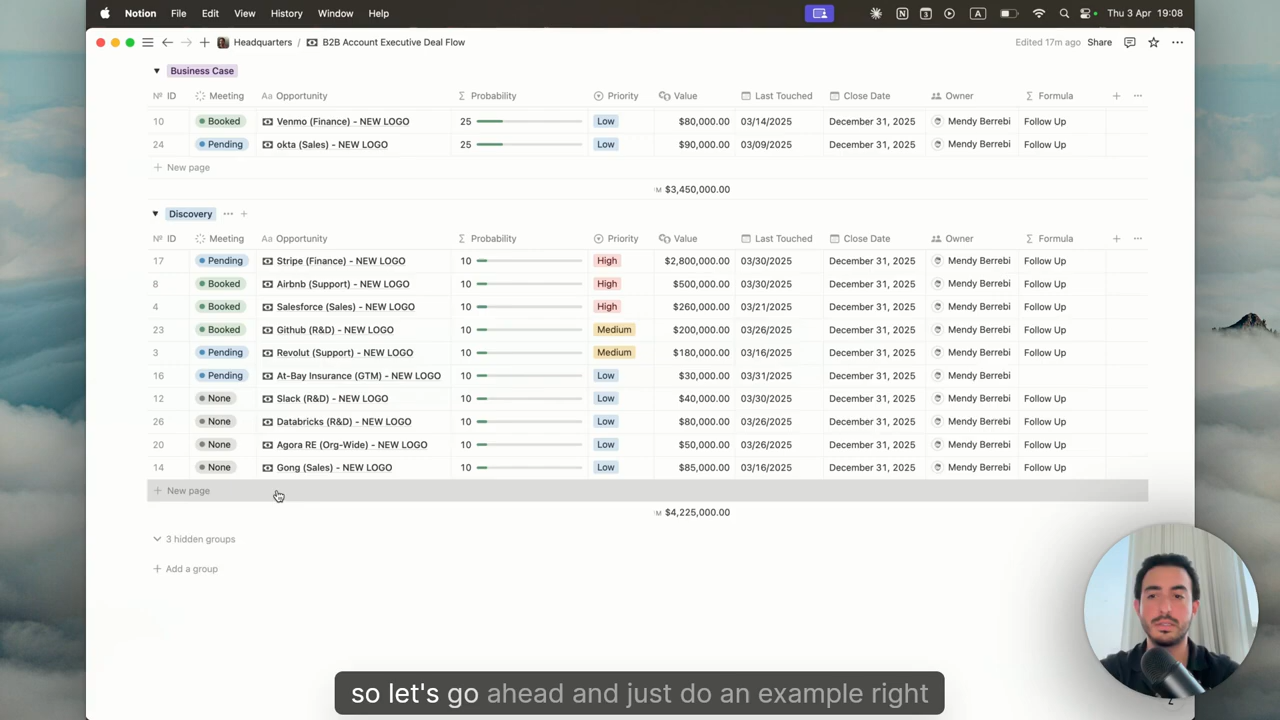 Notion File Edit View History Window Help A Thu 3 Apr 19:08
Headquarters / B2B Account Executive Deal Flow Edited 17m ago Share
Business Case
Nº ID Meeting Aa Opportunity Σ Probability Priority Value Last Touched Close Date Owner Σ Formula
10 Booked Venmo (Finance) - NEW LOGO 25 Low $80,000.00 03/14/2025 December 31, 2025 Mendy Berrebi Follow Up
24 Pending okta (Sales) - NEW LOGO 25 Low $90,000.00 03/09/2025 December 31, 2025 Mendy Berrebi Follow Up
+ New page
$3,450,000.00
Discovery
Nº ID Meeting Aa Opportunity Σ Probability Priority Value Last Touched Close Date Owner Σ Formula
17 Pending Stripe (Finance) - NEW LOGO 10 High $2,800,000.00 03/30/2025 December 31, 2025 Mendy Berrebi Follow Up
8 Booked Airbnb (Support) - NEW LOGO 10 High $500,000.00 03/30/2025 December 31, 2025 Mendy Berrebi Follow Up
4 Booked Salesforce (Sales) - NEW LOGO 10 High $260,000.00 03/21/2025 December 31, 2025 Mendy Berrebi Follow Up
23 Booked Github (R&D) - NEW LOGO 10 Medium $200,000.00 03/26/2025 December 31, 2025 Mendy Berrebi Follow Up
3 Pending Revolut (Support) - NEW LOGO 10 Medium $180,000.00 03/16/2025 December 31, 2025 Mendy Berrebi Follow Up
16 Pending At-Bay Insurance (GTM) - NEW LOGO 10 Low $30,000.00 03/31/2025 December 31, 2025 Mendy Berrebi
12 None Slack (R&D) - NEW LOGO 10 Low $40,000.00 03/30/2025 December 31, 2025 Mendy Berrebi Follow Up
26 None Databricks (R&D) - NEW LOGO 10 Low $80,000.00 03/26/2025 December 31, 2025 Mendy Berrebi Follow Up
20 None Agora RE (Org-Wide) - NEW LOGO 10 Low $50,000.00 03/26/2025 December 31, 2025 Mendy Berrebi Follow Up
14 None Gong (Sales) - NEW LOGO 10 Low $85,000.00 03/16/2025 December 31, 2025 Mendy Berrebi Follow Up
+ New page
$4,225,000.00
3 hidden groups
+ Add a group
so let's go ahead and just do an example right